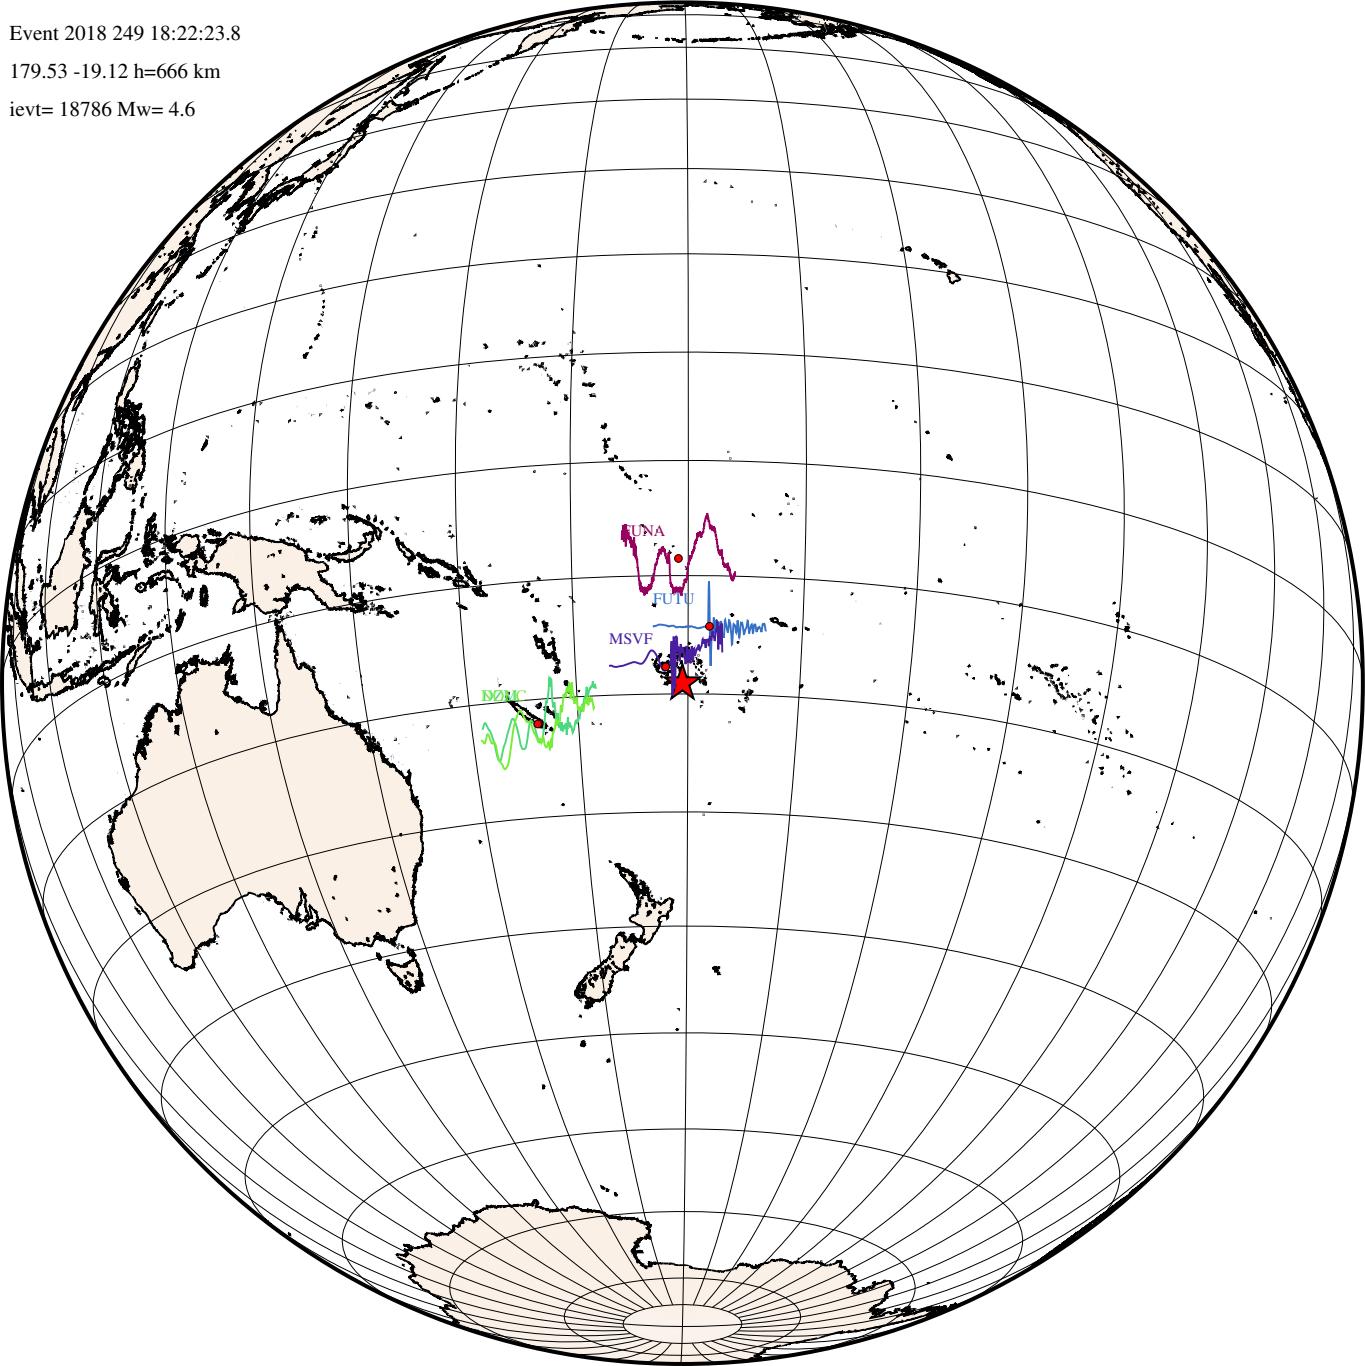 Event 2018 249 18:22:23.8
179.53 -19.12 h=666 km
ievt= 18786 Mw= 4.6
FUNA
FUTU
MSVF